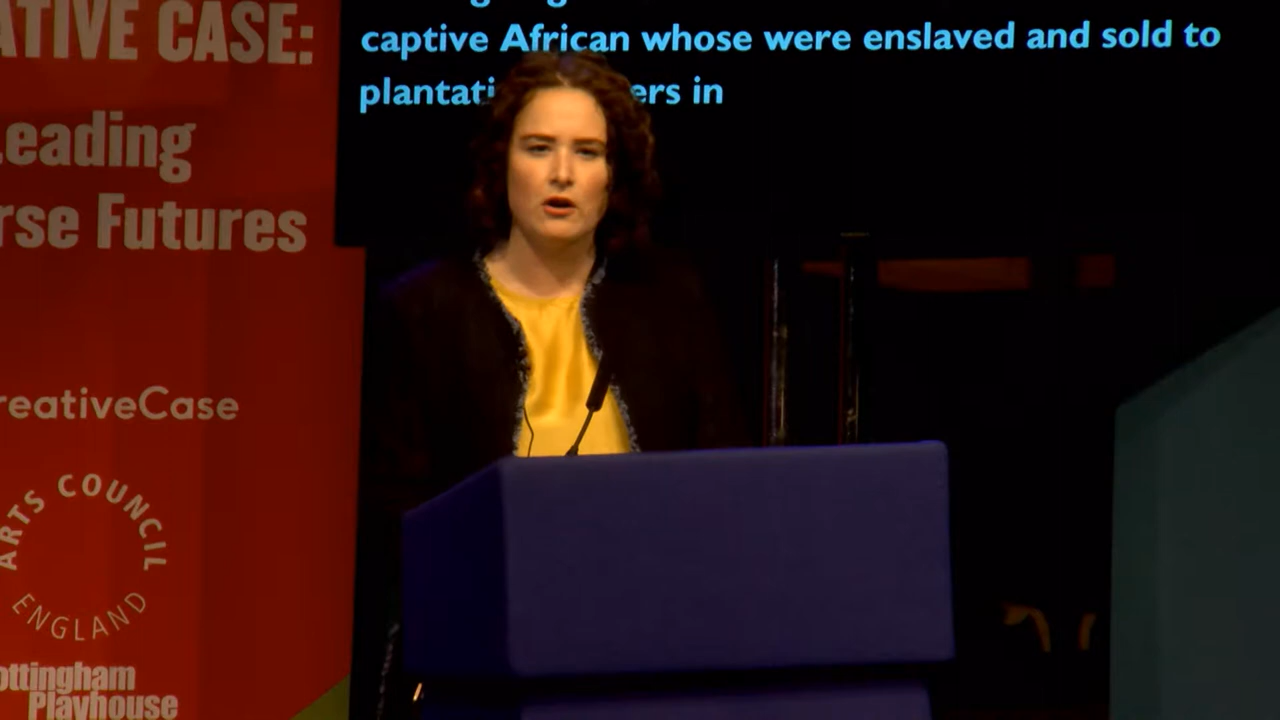 ATIVE CASE:
eading
rse Futures
reativeCase
ARTS COUNCIL
ENGLAND
ottingham
Playhouse
captive African whose were enslaved and sold to
plantati ers in